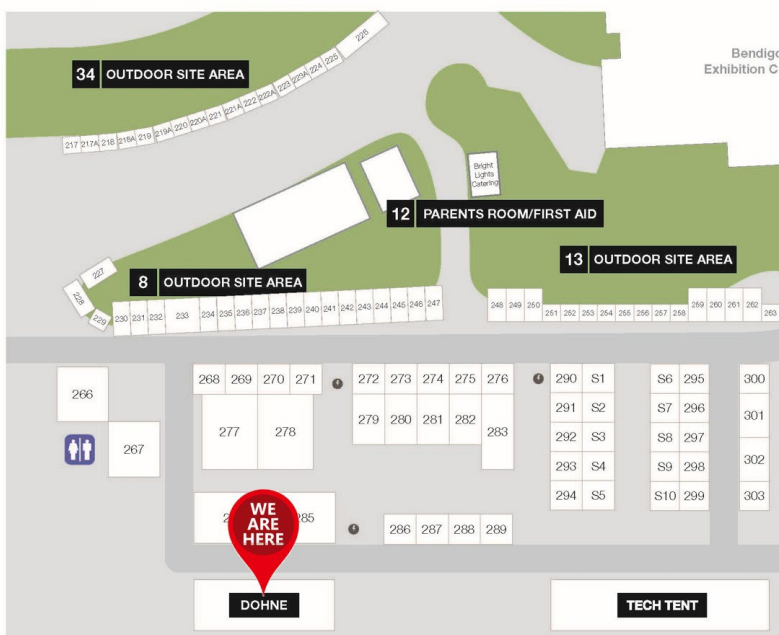 Bendigo
Exhibition C
34 OUTDOOR SITE AREA
226
225
224
223A
223
222A
222
221A
221
220A
220
219A
219
218A
218
217A
217
Bright
Lights
Catering
12 PARENTS ROOM/FIRST AID
13 OUTDOOR SITE AREA
8 OUTDOOR SITE AREA
227
228
229
230 231 232 233 234 235 236 237 238 239 240 241 242 243 244 245 246 247
248 249 250 251 252 253 254 255 256 257 258 259 260 261 262 263
266
267
268 269 270 271
277 278
272 273 274 275 276
279 280 281 282 283
290 S1
291 S2
292 S3
293 S4
294 S5
S6 295
S7 296
S8 297
S9 298
S10 299
300
301
302
303
285
WE
ARE
HERE
286 287 288 289
DOHNE
TECH TENT